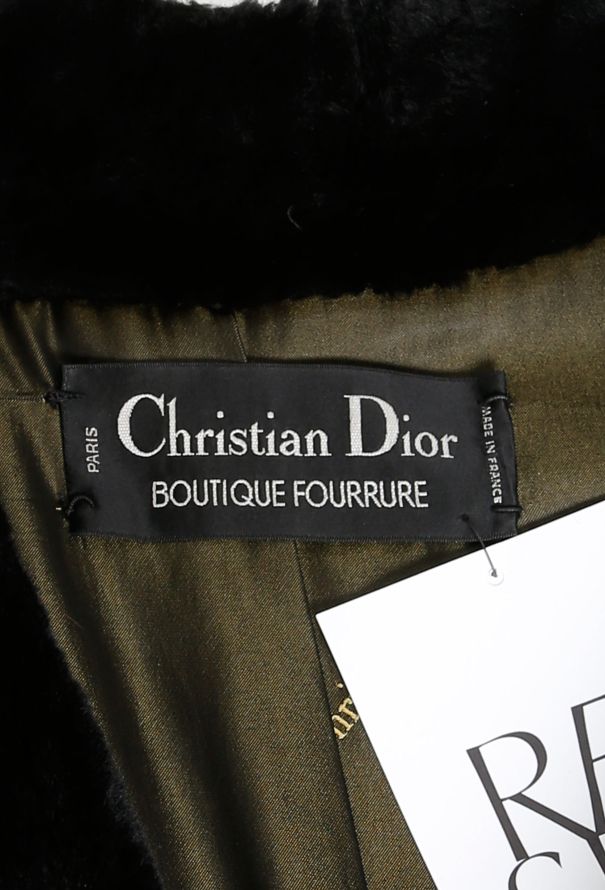 PARIS
Christian Dior
BOUTIQUE FOURRURE
MADE IN FRANCE